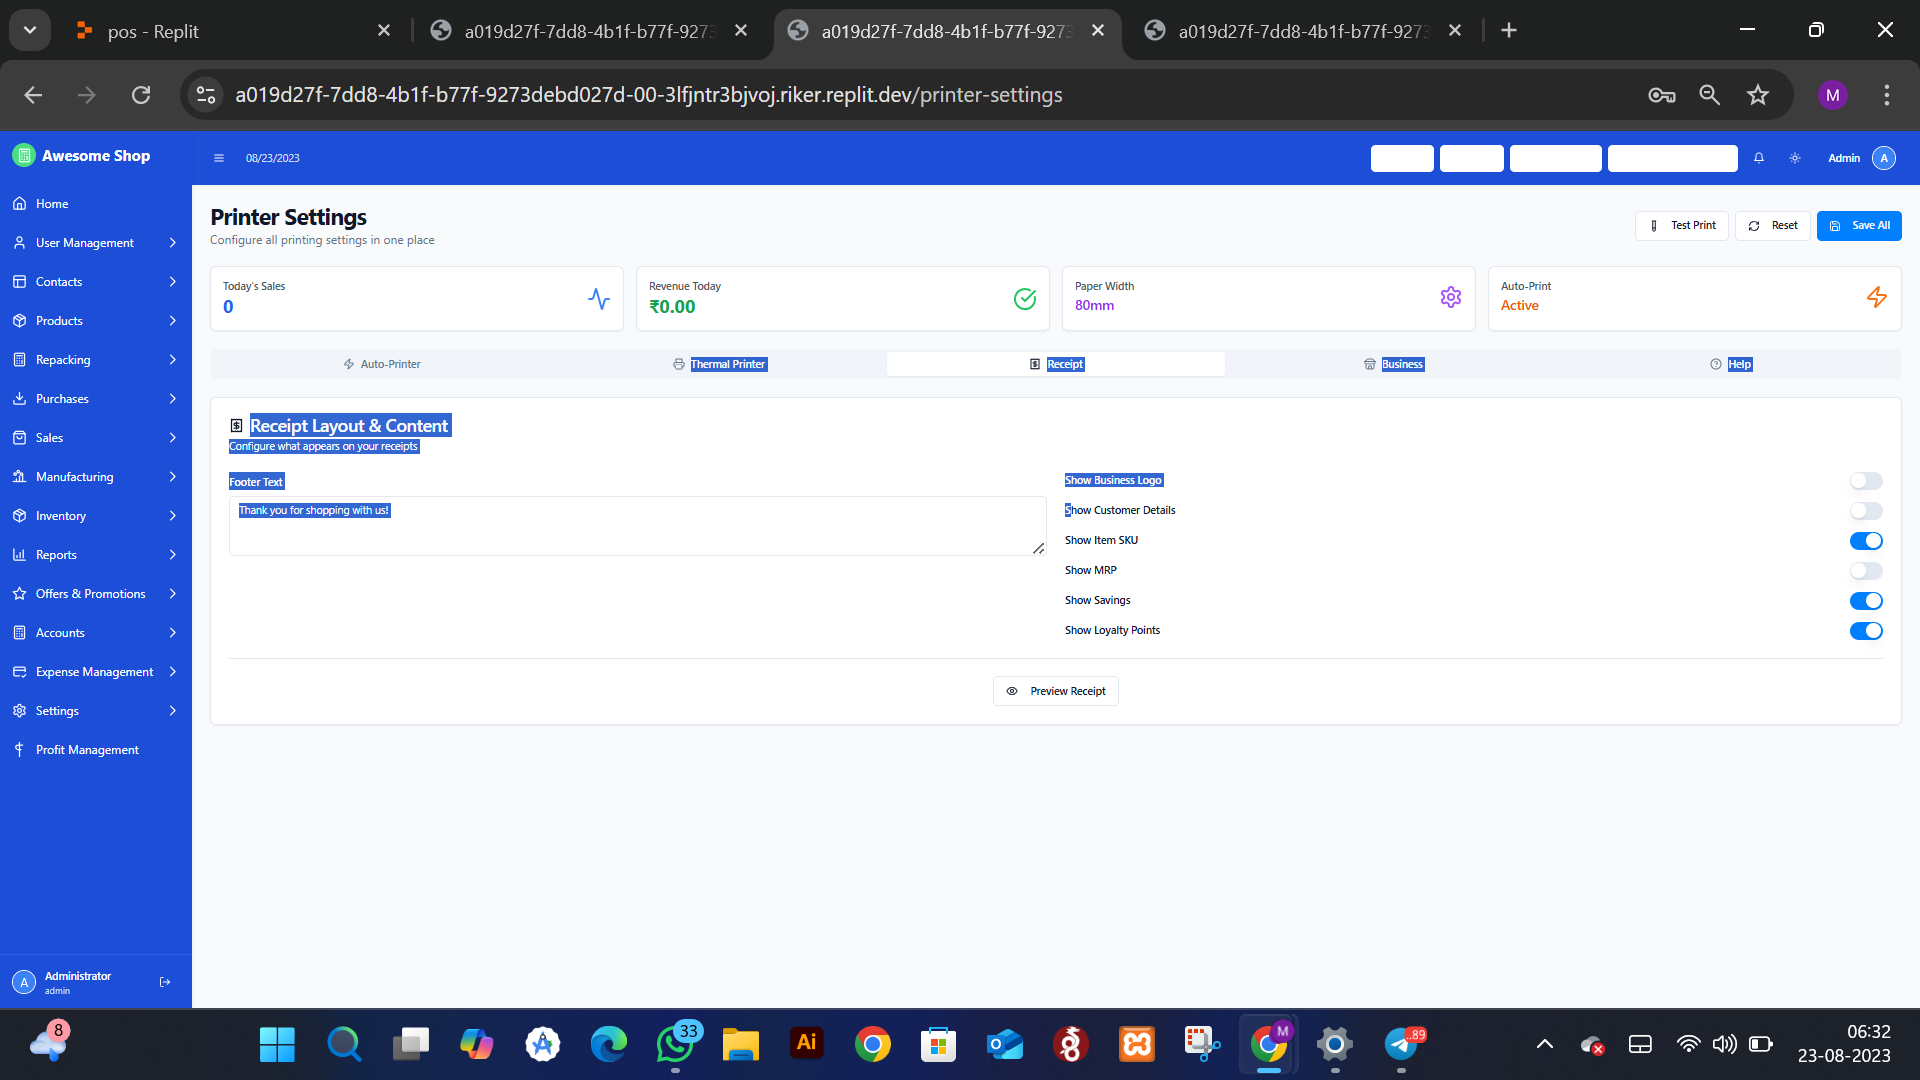 pos - Replit
a019d27f-7dd8-4b1f-b77f-9273
a019d27f-7dd8-4b1f-b77f-9273
a019d27f-7dd8-4b1f-b77f-9273
a019d27f-7dd8-4b1f-b77f-9273debd027d-00-3lfjntr3bjvoj.riker.replit.dev/printer-settings
M
Awesome Shop
08/23/2023
Admin
A
Home
User Management
Contacts
Products
Repacking
Purchases
Sales
Manufacturing
Inventory
Reports
Offers & Promotions
Accounts
Expense Management
Settings
Profit Management
Administrator
admin
A
Printer Settings
Configure all printing settings in one place
Test Print
Reset
Save All
Today's Sales
0
Revenue Today
₹0.00
Paper Width
80mm
Auto-Print
Active
Auto-Printer
Thermal Printer
Receipt
Business
Help
Receipt Layout & Content
Configure what appears on your receipts
Footer Text
Thank you for shopping with us!
Show Business Logo
Show Customer Details
Show Item SKU
Show MRP
Show Savings
Show Loyalty Points
Preview Receipt
8
33
Ai
M
89
06:32
23-08-2023